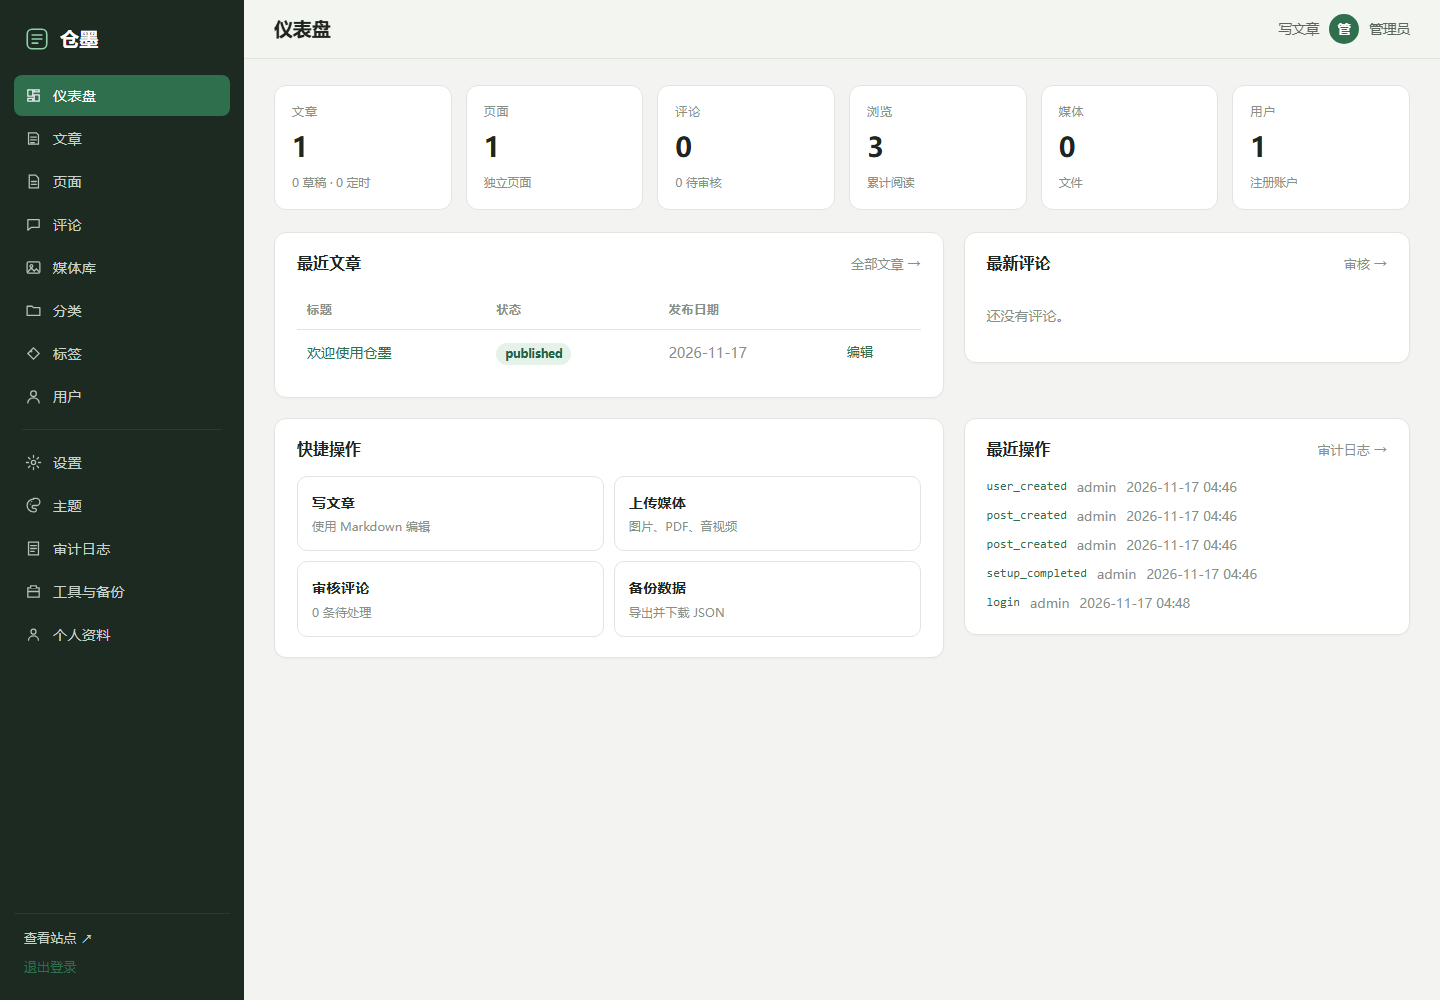 仓墨
仪表盘
文章
页面
评论
媒体库
分类
标签
用户
设置
主题
审计日志
工具与备份
个人资料
查看站点 ↗
退出登录
仪表盘
写文章 管 管理员
文章
1
0 草稿 · 0 定时
页面
1
独立页面
评论
0
0 待审核
浏览
3
累计阅读
媒体
0
文件
用户
1
注册账户
最近文章 全部文章 →
标题 状态 发布日期
欢迎使用仓墨 published 2026-11-17 编辑
最新评论 审核 →
还没有评论。
快捷操作
写文章
使用 Markdown 编辑
上传媒体
图片、PDF、音视频
审核评论
0 条待处理
备份数据
导出并下载 JSON
最近操作 审计日志 →
user_created admin 2026-11-17 04:46
post_created admin 2026-11-17 04:46
post_created admin 2026-11-17 04:46
setup_completed admin 2026-11-17 04:46
login admin 2026-11-17 04:48